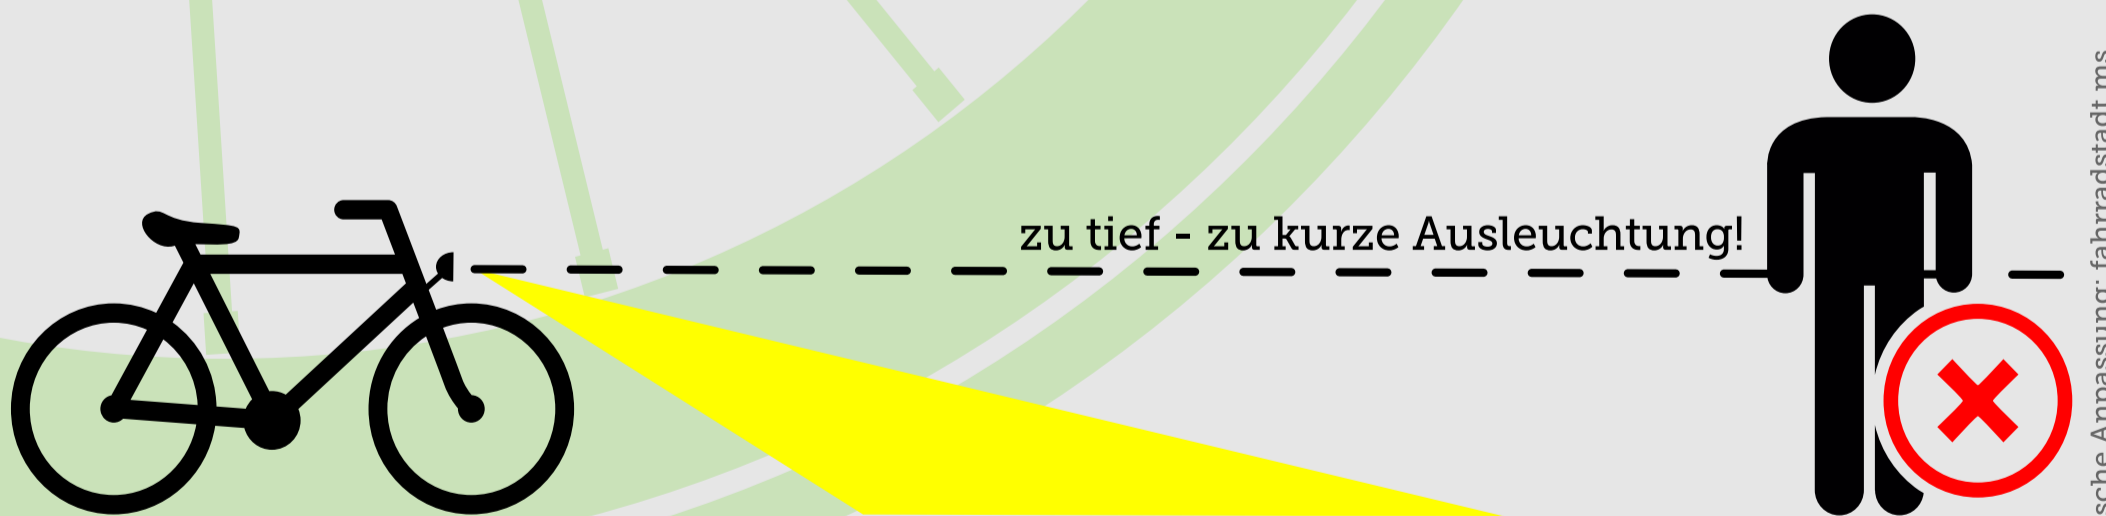 zu tief - zu kurze Ausleuchtung!
sche Anpassung: fahrradstadt.ms